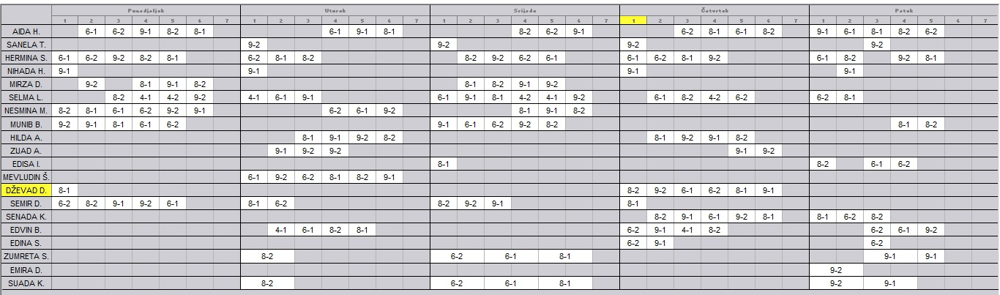 Ponedjeljak Utorak Srijeda Četvrtak Petak
1 2 3 4 5 6 7 1 2 3 4 5 6 7 1 2 3 4 5 6 7 1 2 3 4 5 6 7 1 2 3 4 5 6 7
AIDA H. 6-1 6-2 9-1 8-2 8-1 6-1 9-1 8-1 8-2 6-2 9-1 6-2 8-1 6-1 8-2 9-1 6-1 8-1 8-2 6-2
SANELA T. 9-2 9-2 9-2 9-2
HERMINA S. 6-1 6-2 9-2 8-2 8-1 6-2 8-1 8-2 8-2 9-2 6-2 6-1 6-1 6-2 8-1 9-2 6-1 8-2 9-2 8-1
NIHADA H. 9-1 9-1 9-1 9-1
MIRZA D. 9-2 8-1 9-1 8-2 8-1 8-2 9-1 9-2
SELMA L. 8-2 4-1 4-2 9-2 4-1 6-1 9-1 6-1 9-1 8-1 4-2 4-1 9-2 6-1 8-2 4-2 6-2 6-2 8-1
NESMINA M. 8-2 8-1 6-1 6-2 9-2 9-1 6-2 6-1 9-2 8-1 9-1 8-2
MUNIB B. 9-2 9-1 8-1 6-1 6-2 9-1 6-1 6-2 9-2 8-2 8-1 8-2
HILDA A. 8-1 9-1 9-2 8-2 8-1 9-2 9-1 8-2
ZIJAD A. 9-1 9-2 9-2 9-1 9-2
EDISA I. 8-1 8-2 6-1 6-2
MEVLUDIN Š. 6-1 9-2 6-2 8-1 8-2 9-1
DŽEVAD D. 8-1 8-2 9-2 6-1 6-2 8-1 9-1
SEMIR D. 6-2 8-2 9-1 9-2 6-1 8-1 6-2 8-2 9-2 9-1 8-1
SENADA K. 8-2 9-1 6-1 9-2 8-1 8-1 6-2 8-2
EDVIN B. 4-1 6-1 8-2 8-1 6-2 9-1 4-1 8-2 6-2 6-1 9-2
EDINA S. 6-2 9-1 6-2
ZUMRETA S. 8-2 6-2 6-1 8-1 9-1 9-1
EMIRA D. 9-2
SUADA K. 8-2 6-2 6-1 8-1 9-2 9-1